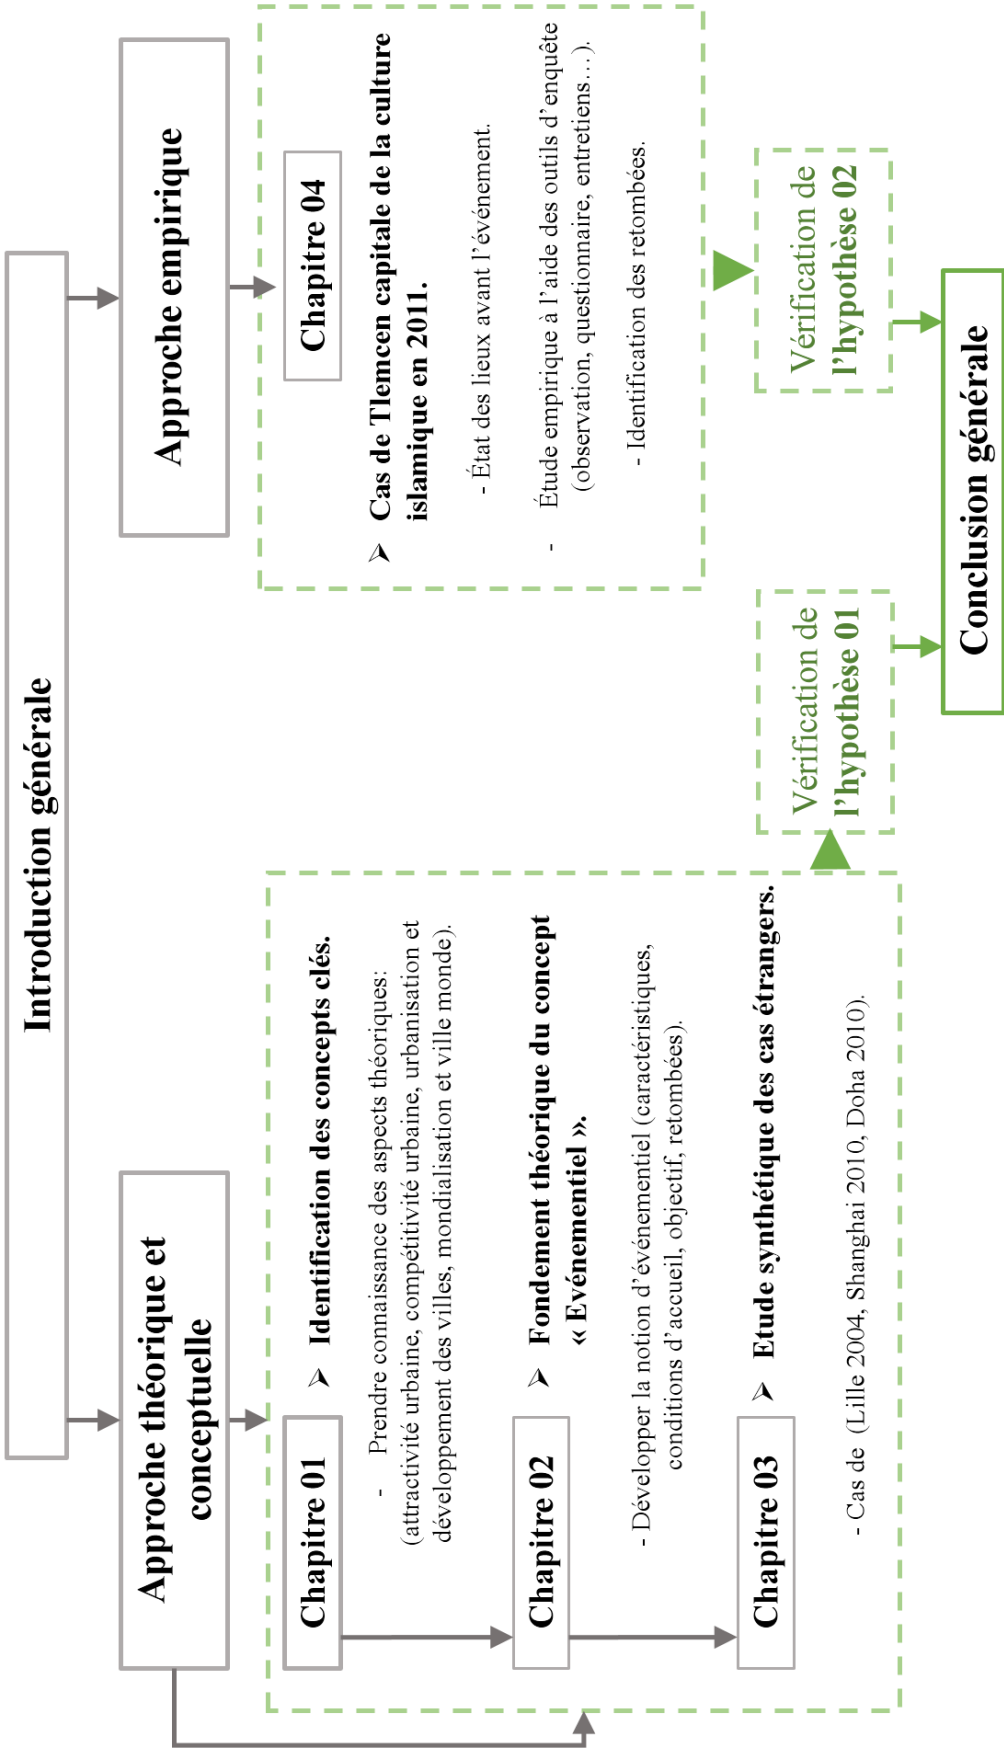 Introduction générale
Approche théorique et
conceptuelle
Chapitre 01
➢ Identification des concepts clés.
- Prendre connaissance des aspects théoriques:
(attractivité urbaine, compétitivité urbaine, urbanisation et
développement des villes, mondialisation et ville monde).
Chapitre 02
➢ Fondement théorique du concept
« Evénementiel ».
- Développer la notion d’événementiel (caractéristiques,
conditions d’accueil, objectif, retombées).
Chapitre 03
➢ Etude synthétique des cas étrangers.
- Cas de (Lille 2004, Shanghai 2010, Doha 2010).
Vérification de
l’hypothèse 01
Approche empirique
Chapitre 04
➢ Cas de Tlemcen capitale de la culture
islamique en 2011.
- État des lieux avant l’événement.
- Étude empirique à l’aide des outils d’enquête
(observation, questionnaire, entretiens…).
- Identification des retombées.
Vérification de
l’hypothèse 02
Conclusion générale